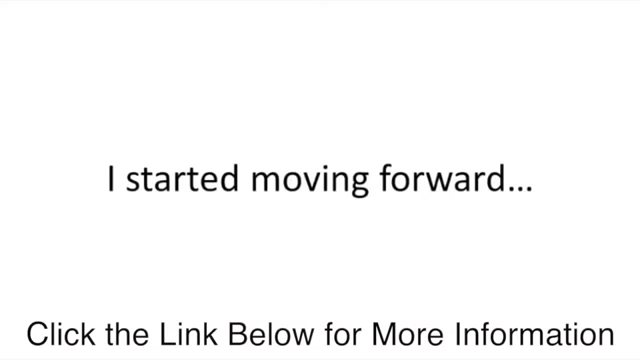 I started moving forward...
Click the Link Below for More Information